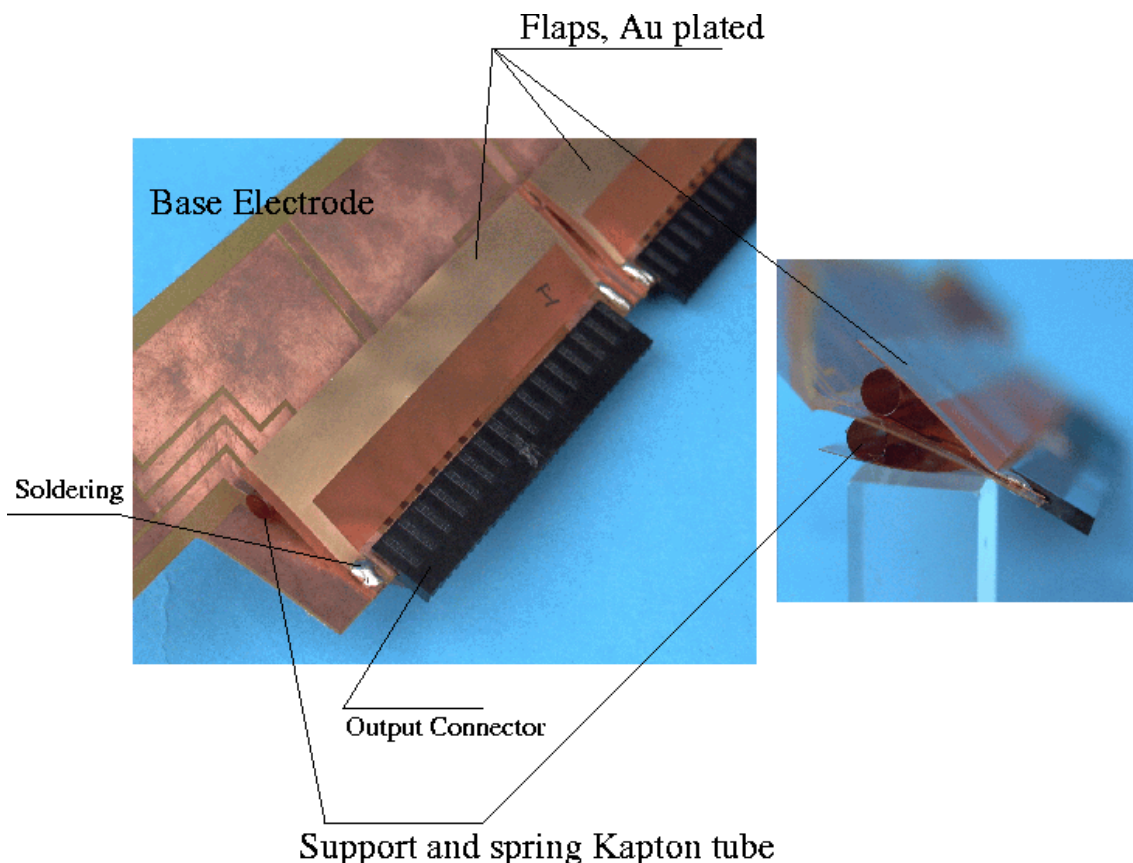 Flaps, Au plated
Base Electrode
Soldering
Output Connector
Support and spring Kapton tube